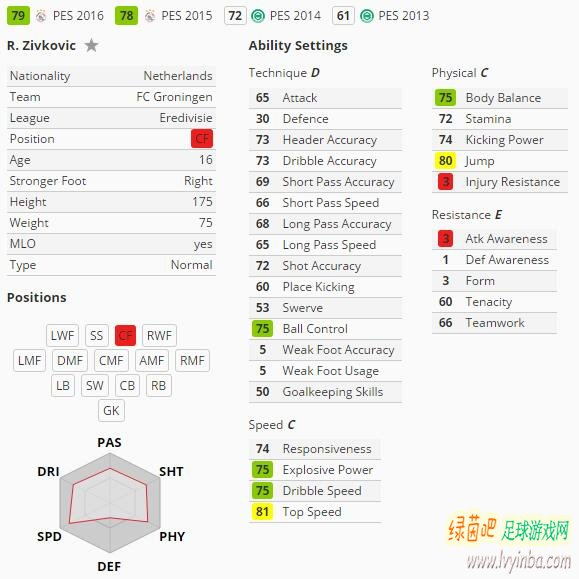 79 PES 2016 78 PES 2015 72 PES 2014 61 PES 2013
R. Zivkovic
Nationality Netherlands
Team FC Groningen
League Eredivisie
Position CF
Age 16
Stronger Foot Right
Height 175
Weight 75
MLO yes
Type Normal
Positions
LWF SS CF RWF
LMF DMF CMF AMF RMF
LB SW CB RB
GK
PAS
DRI SHT
SPD PHY
DEF
Ability Settings
Technique D
65 Attack
30 Defence
73 Header Accuracy
73 Dribble Accuracy
69 Short Pass Accuracy
66 Short Pass Speed
68 Long Pass Accuracy
65 Long Pass Speed
72 Shot Accuracy
60 Place Kicking
53 Swerve
75 Ball Control
5 Weak Foot Accuracy
5 Weak Foot Usage
50 Goalkeeping Skills
Speed C
74 Responsiveness
75 Explosive Power
75 Dribble Speed
81 Top Speed
Physical C
75 Body Balance
72 Stamina
74 Kicking Power
80 Jump
3 Injury Resistance
Resistance E
3 Atk Awareness
1 Def Awareness
3 Form
60 Tenacity
66 Teamwork
绿茵吧 足球游戏网
www.lvyinba.com